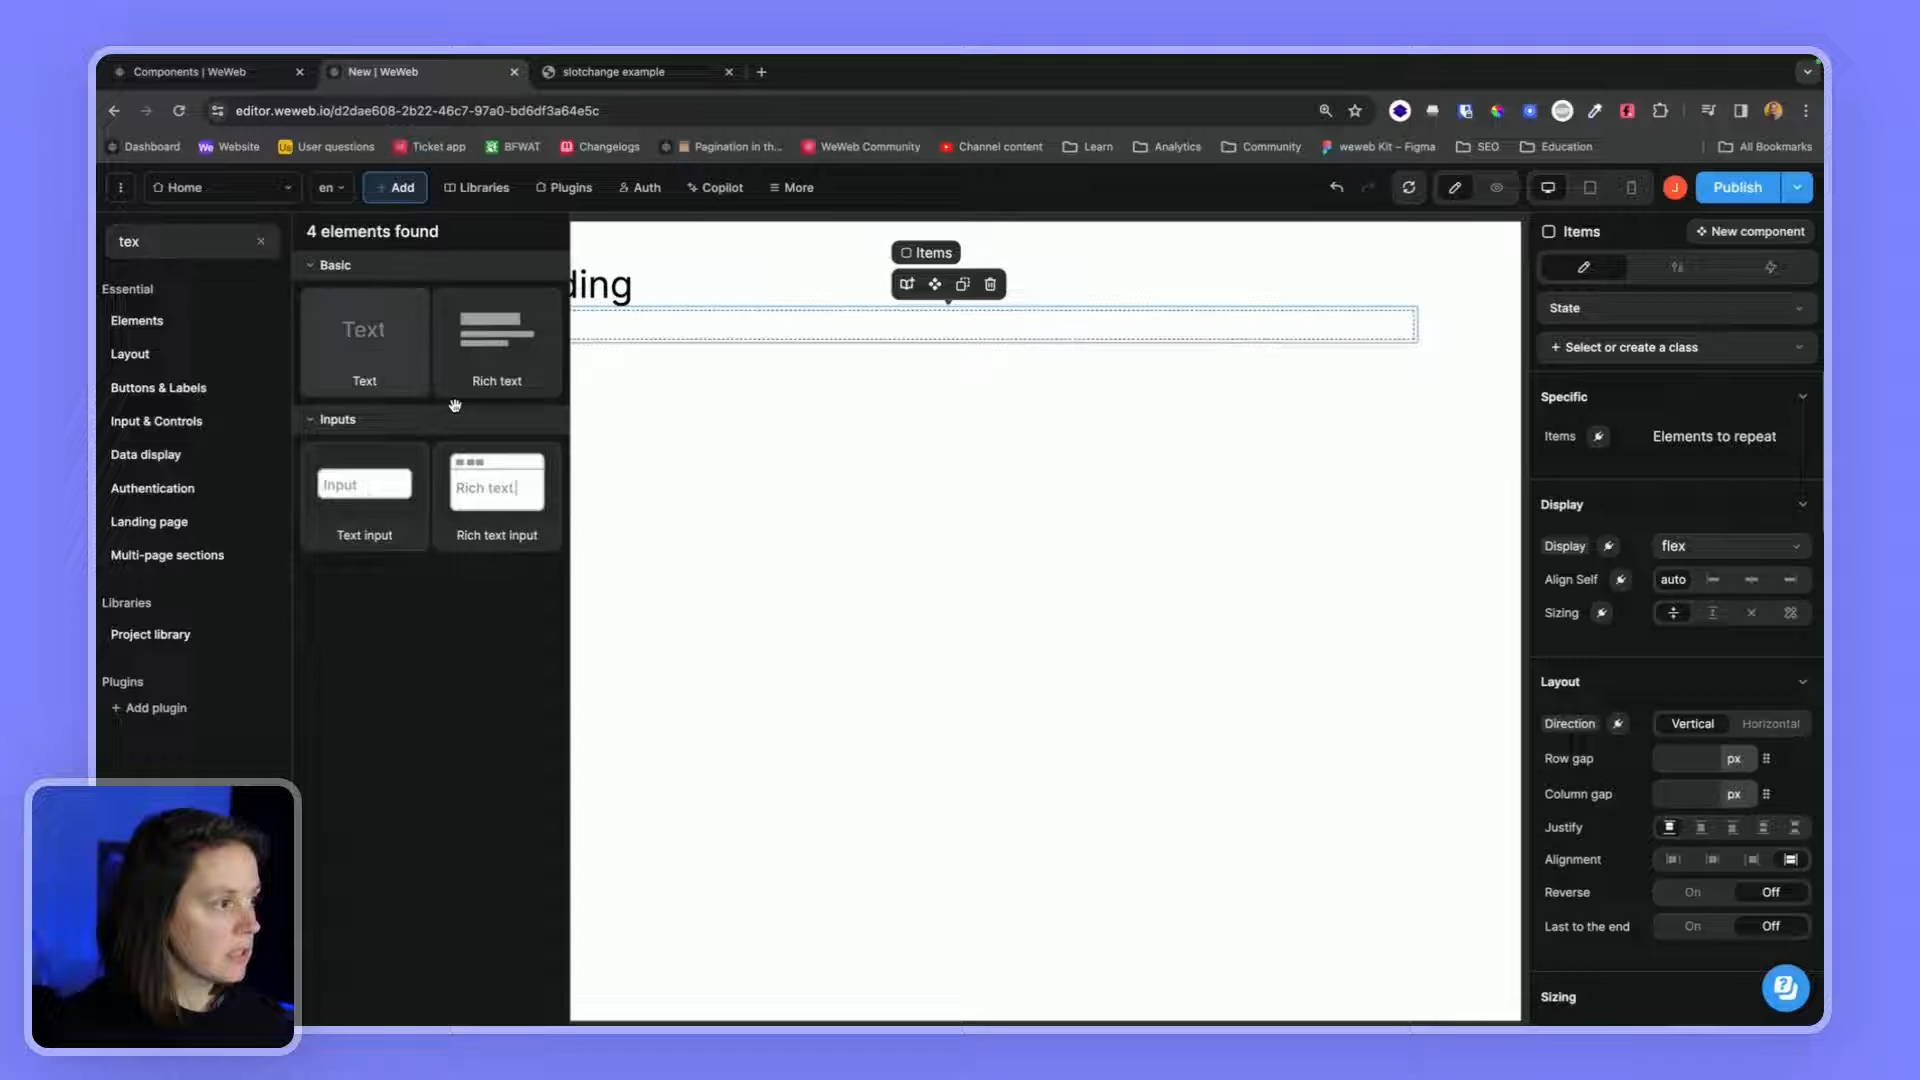 Components | WeWeb
New | WeWeb
slotchange example
editor.weweb.io/d2dae608-2b22-46c7-97a0-bd6df3a64e5c
Dashboard
We Website
Us User questions
Ticket app
BFWAT
Changelogs
Pagination in th...
WeWeb Community
Channel content
Learn
Analytics
Community
weweb Kit – Figma
SEO
Education
All Bookmarks
Home
en
+ Add
Libraries
Plugins
Auth
Copilot
More
J
Publish
tex
Essential
Elements
Layout
Buttons & Labels
Input & Controls
Data display
Authentication
Landing page
Multi-page sections
Libraries
Project library
Plugins
+ Add plugin
4 elements found
Basic
Text
Text
Rich text
Inputs
Input
Text input
Rich text
Rich text input
ding
Items
Items
New component
State
+ Select or create a class
Specific
Items
Elements to repeat
Display
Display
flex
Align Self
auto
Sizing
Layout
Direction
Vertical
Horizontal
Row gap
px
Column gap
px
Justify
Alignment
Reverse
On
Off
Last to the end
On
Off
Sizing